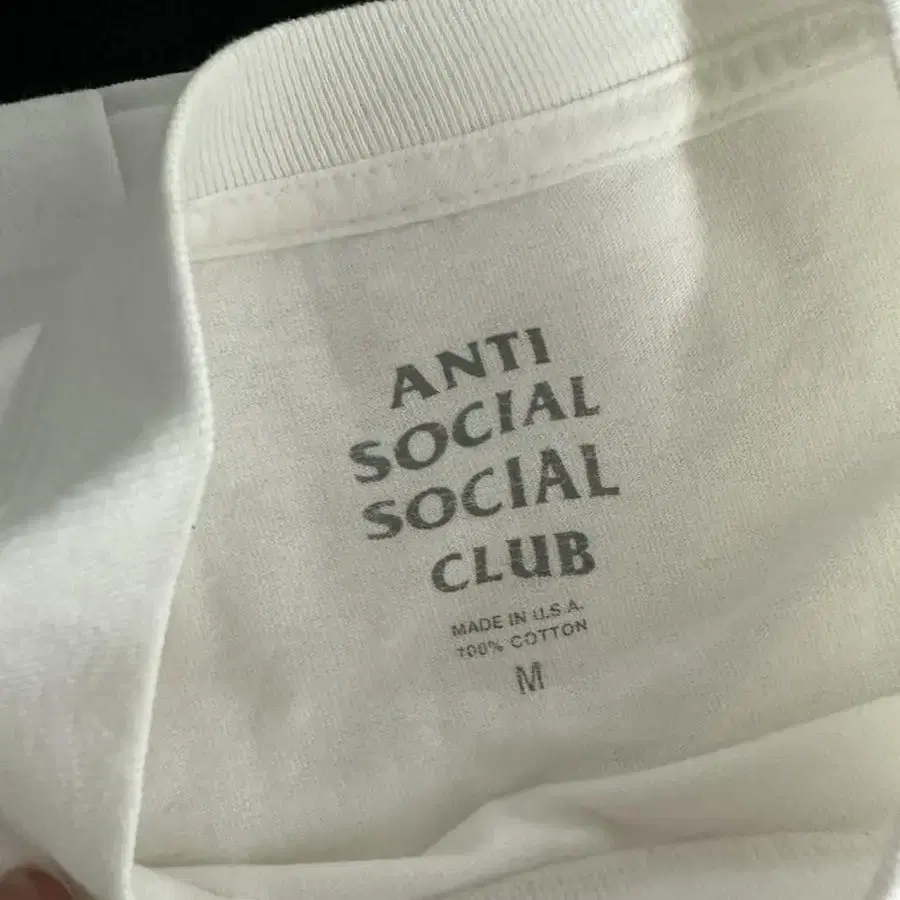 ANTI
SOCIAL
SOCIAL
CLUB
MADE IN U.S.A.
100% COTTON
M